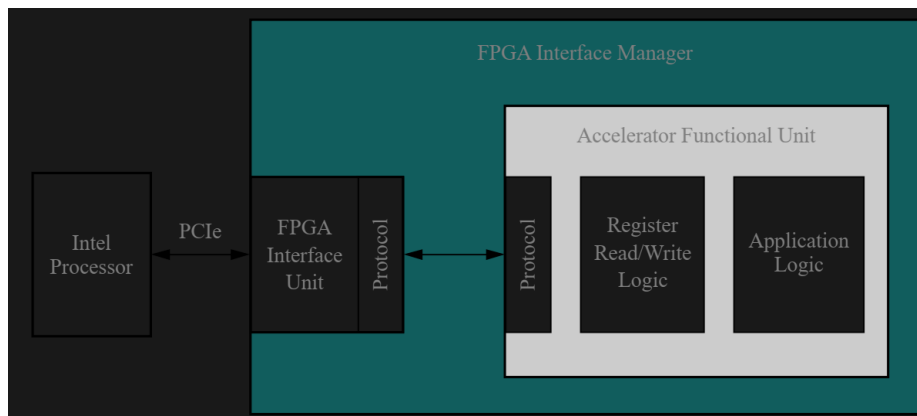 FPGA Interface Manager
Accelerator Functional Unit
Intel
Processor
PCIe
FPGA
Interface
Unit
Protocol
Protocol
Register
Read/Write
Logic
Application
Logic